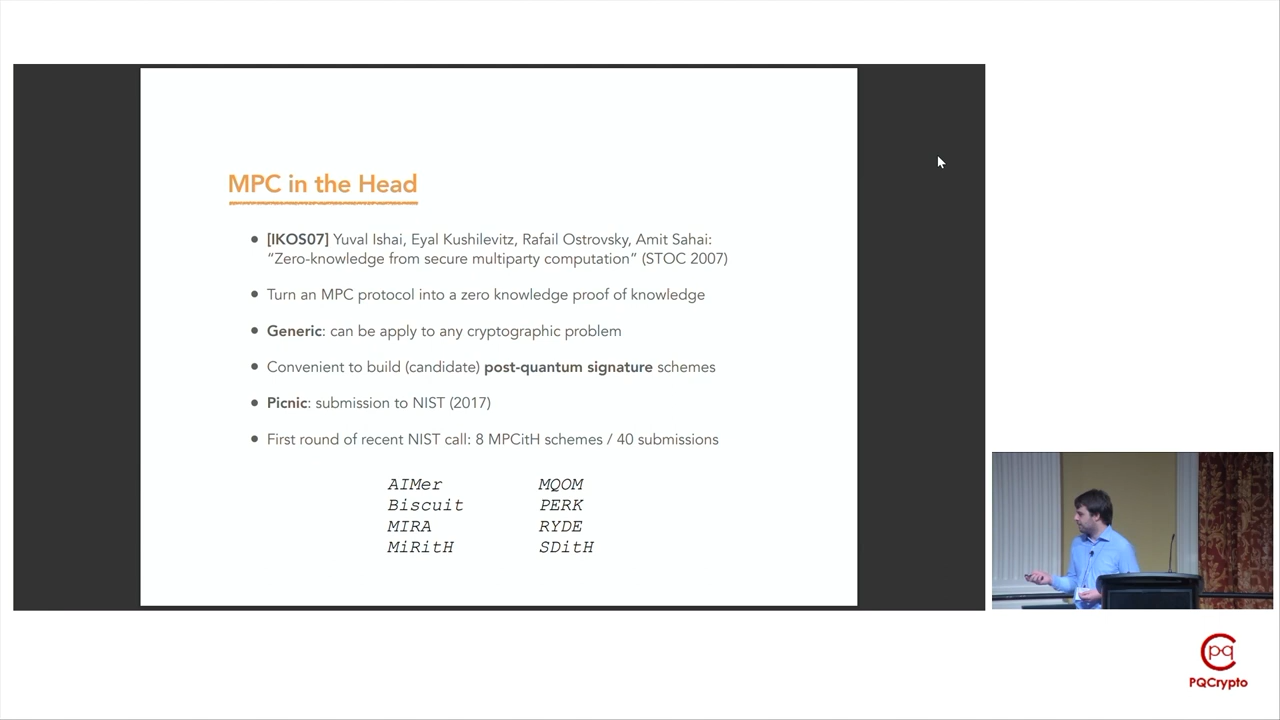 MPC in the Head
• [IKOS07] Yuval Ishai, Eyal Kushilevitz, Rafail Ostrovsky, Amit Sahai:
“Zero-knowledge from secure multiparty computation” (STOC 2007)
• Turn an MPC protocol into a zero knowledge proof of knowledge
• Generic: can be apply to any cryptographic problem
• Convenient to build (candidate) post-quantum signature schemes
• Picnic: submission to NIST (2017)
• First round of recent NIST call: 8 MPCitH schemes / 40 submissions
AIMer MQOM
Biscuit PERK
MIRA RYDE
MiRitH SDitH
pq
PQCrypto